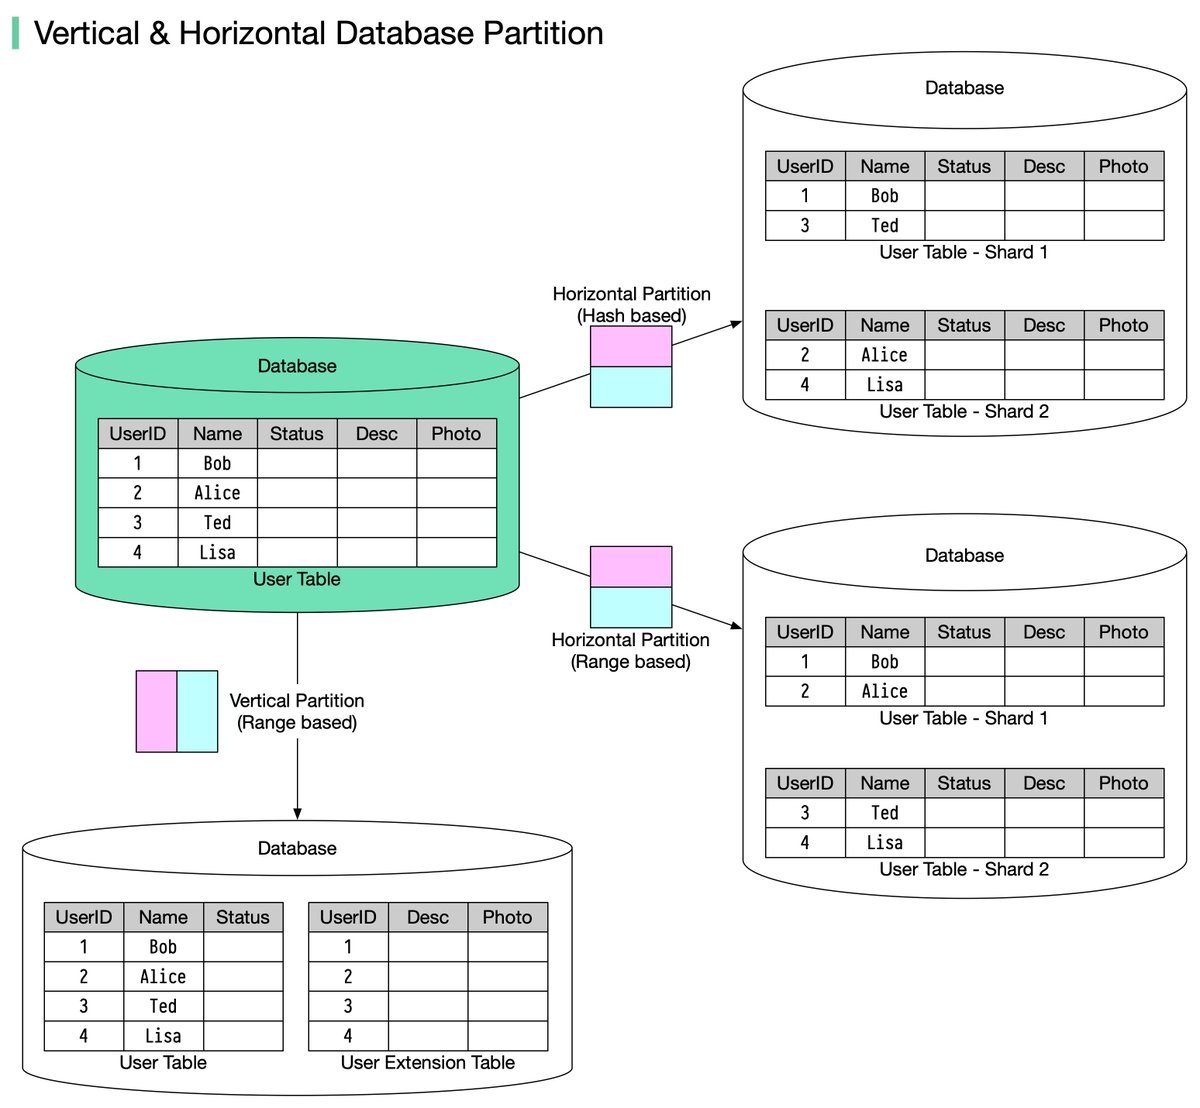 Vertical & Horizontal Database Partition
Database
UserID Name Status Desc Photo
1 Bob
3 Ted
User Table - Shard 1
UserID Name Status Desc Photo
2 Alice
4 Lisa
User Table - Shard 2
Horizontal Partition
(Hash based)
Database
UserID Name Status Desc Photo
1 Bob
2 Alice
3 Ted
4 Lisa
User Table
Horizontal Partition
(Range based)
Database
UserID Name Status Desc Photo
1 Bob
2 Alice
User Table - Shard 1
UserID Name Status Desc Photo
3 Ted
4 Lisa
User Table - Shard 2
Vertical Partition
(Range based)
Database
UserID Name Status
1 Bob
2 Alice
3 Ted
4 Lisa
User Table
UserID Desc Photo
1
2
3
4
User Extension Table